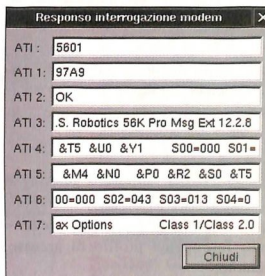 Responso interrogazione modem X
ATI : 5601
ATI 1: 97A9
ATI 2: OK
ATI 3: .S. Robotics 56K Pro Msg Ext 12.2.6
ATI 4: &T5 &U0 &Y1 S00=000 S01=
ATI 5: &M4 &N0 &P0 &R2 &S0 &T5
ATI 6: 00=000 S02=043 S03=013 S04=0
ATI 7: ax Options Class 1/Class 2.0
Chiudi